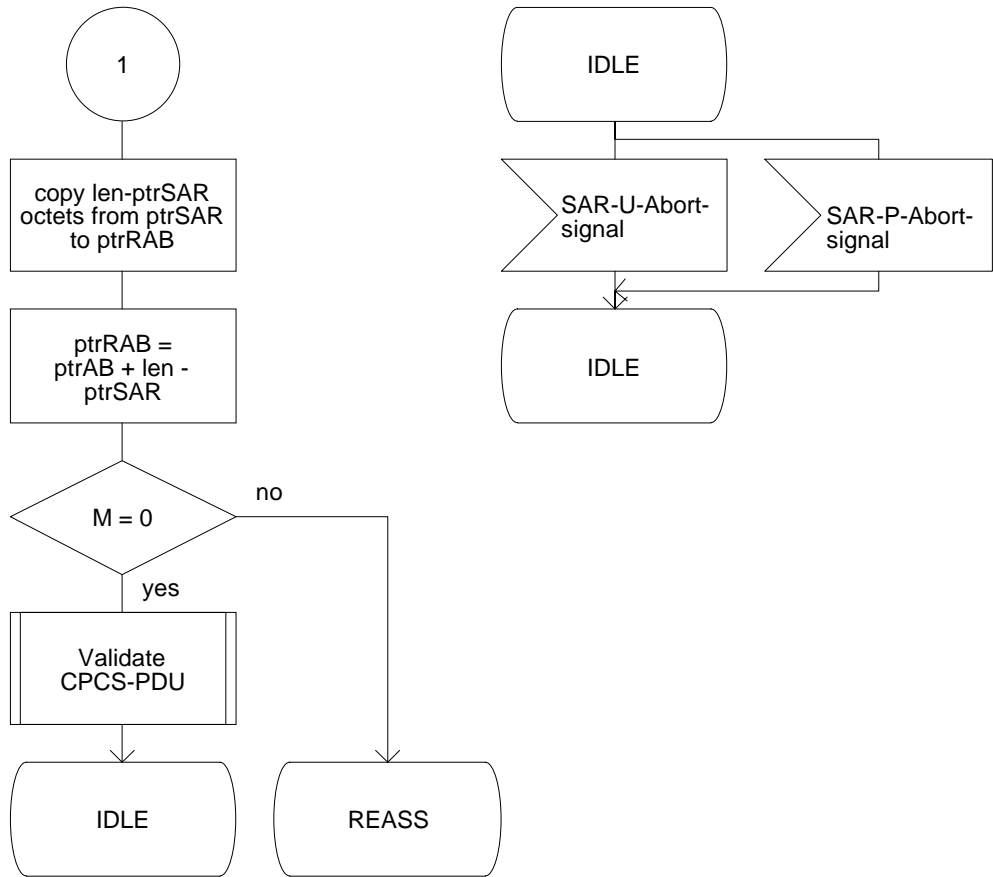 1
copy len-ptrSAR
octets from ptrSAR
to ptrRAB
ptrRAB =
ptrAB + len -
ptrSAR
M = 0
no
yes
Validate
CPCS-PDU
IDLE
REASS
IDLE
SAR-U-Abort-
signal
SAR-P-Abort-
signal
IDLE